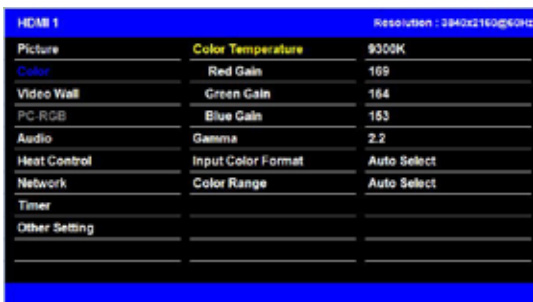 HDMI 1 Resolution : 3840x2160@60Hz
Picture Color Temperature 9300K
Color Red Gain 169
Video Wall Green Gain 164
PC-RGB Blue Gain 153
Audio Gamma 2.2
Heat Control Input Color Format Auto Select
Network Color Range Auto Select
Timer
Other Setting